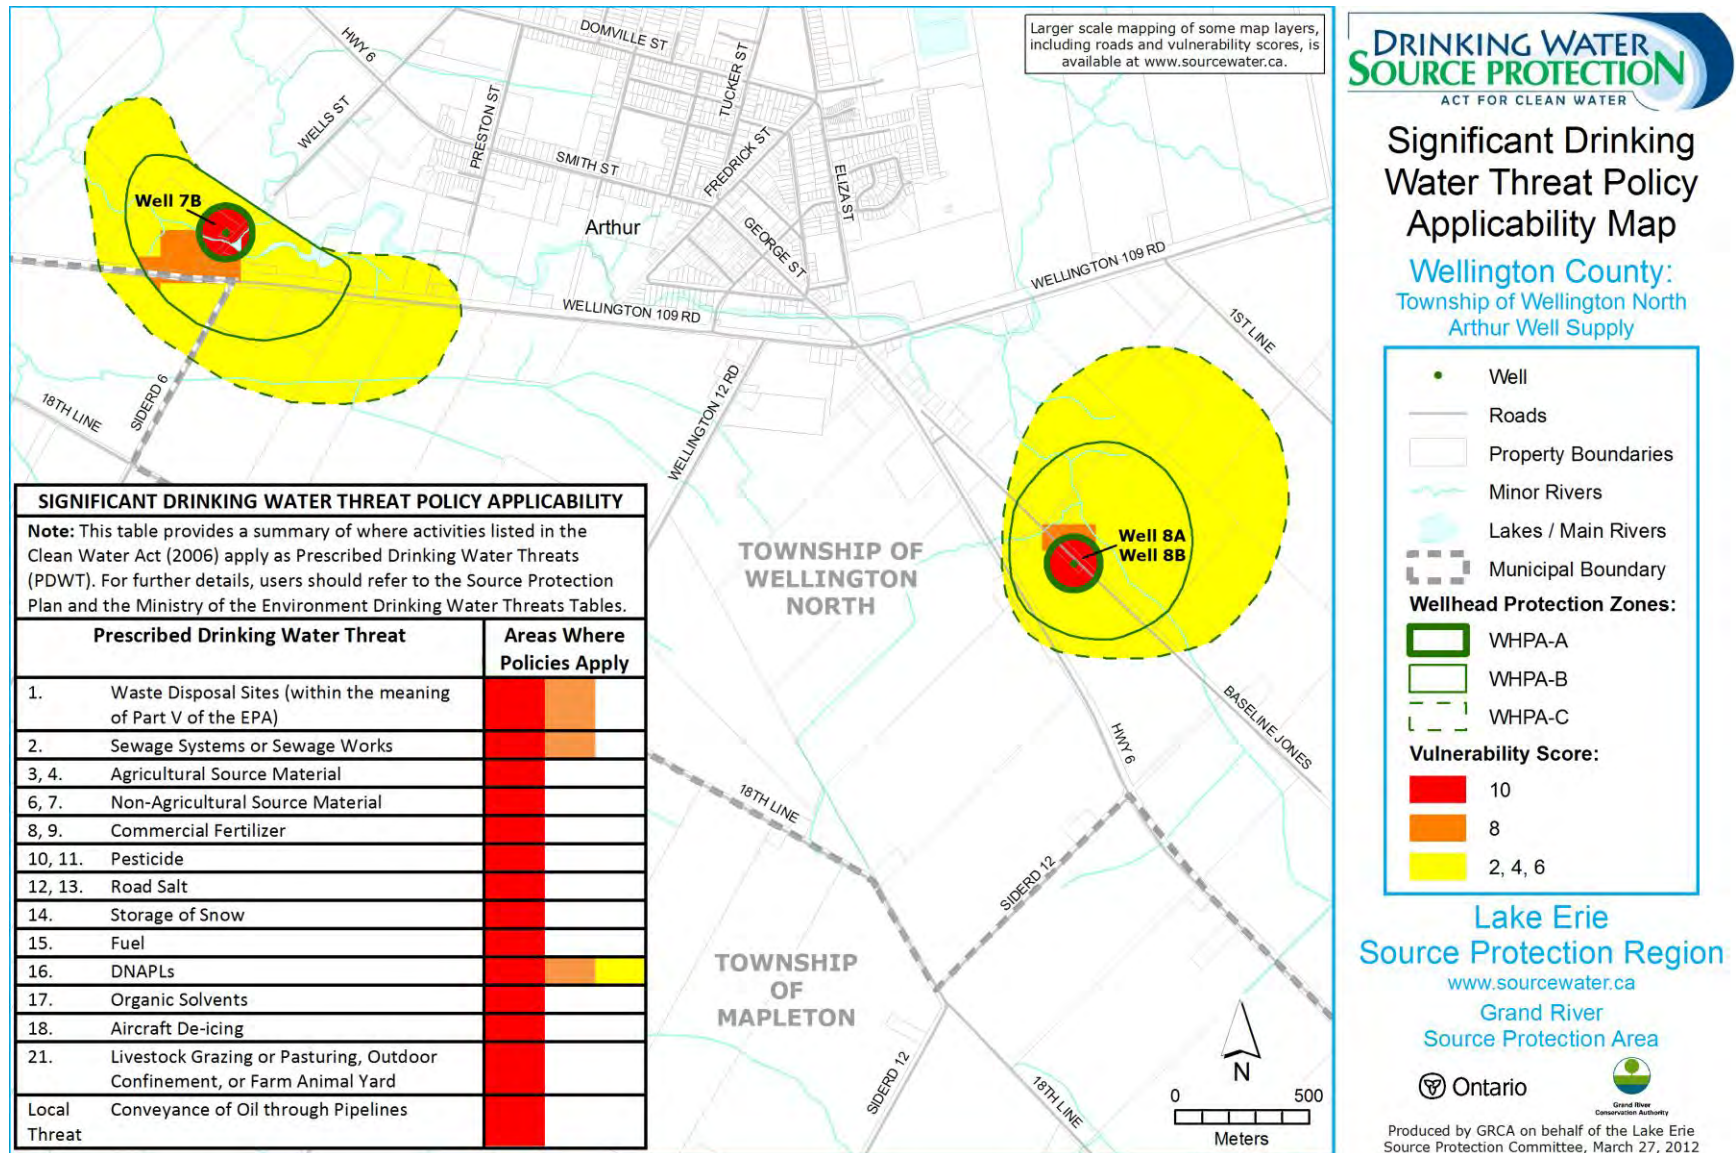 Larger scale mapping of some map layers,
including roads and vulnerability scores, is
available at www.sourcewater.ca.
DOMVILLE ST
HWY 6
TUCKER ST
WELLS ST
PRESTON ST
SMITH ST
FREDRICK ST
ELIZA ST
Well 7B
Arthur
GEORGE ST
WELLINGTON 109 RD
WELLINGTON 109 RD
1ST LINE
SIDERD 6
18TH LINE
WELLINGTON 12 RD
Well 8A
Well 8B
TOWNSHIP OF
WELLINGTON
NORTH
BASELINE JONES
HWY 6
18TH LINE
SIDERD 12
TOWNSHIP
OF
MAPLETON
SIDERD 12
18TH LINE
N
0 500
Meters
SIGNIFICANT DRINKING WATER THREAT POLICY APPLICABILITY
Note: This table provides a summary of where activities listed in the
Clean Water Act (2006) apply as Prescribed Drinking Water Threats
(PDWT). For further details, users should refer to the Source Protection
Plan and the Ministry of the Environment Drinking Water Threats Tables.
Prescribed Drinking Water Threat Areas Where
Policies Apply
1. Waste Disposal Sites (within the meaning
of Part V of the EPA)
2. Sewage Systems or Sewage Works
3, 4. Agricultural Source Material
6, 7. Non-Agricultural Source Material
8, 9. Commercial Fertilizer
10, 11. Pesticide
12, 13. Road Salt
14. Storage of Snow
15. Fuel
16. DNAPLs
17. Organic Solvents
18. Aircraft De-icing
21. Livestock Grazing or Pasturing, Outdoor
Confinement, or Farm Animal Yard
Local Conveyance of Oil through Pipelines
Threat
DRINKING WATER
SOURCE PROTECTION
ACT FOR CLEAN WATER
Significant Drinking
Water Threat Policy
Applicability Map
Wellington County:
Township of Wellington North
Arthur Well Supply
Well
Roads
Property Boundaries
Minor Rivers
Lakes / Main Rivers
Municipal Boundary
Wellhead Protection Zones:
WHPA-A
WHPA-B
WHPA-C
Vulnerability Score:
10
8
2, 4, 6
Lake Erie
Source Protection Region
www.sourcewater.ca
Grand River
Source Protection Area
Ontario
Grand River
Conservation Authority
Produced by GRCA on behalf of the Lake Erie
Source Protection Committee, March 27, 2012